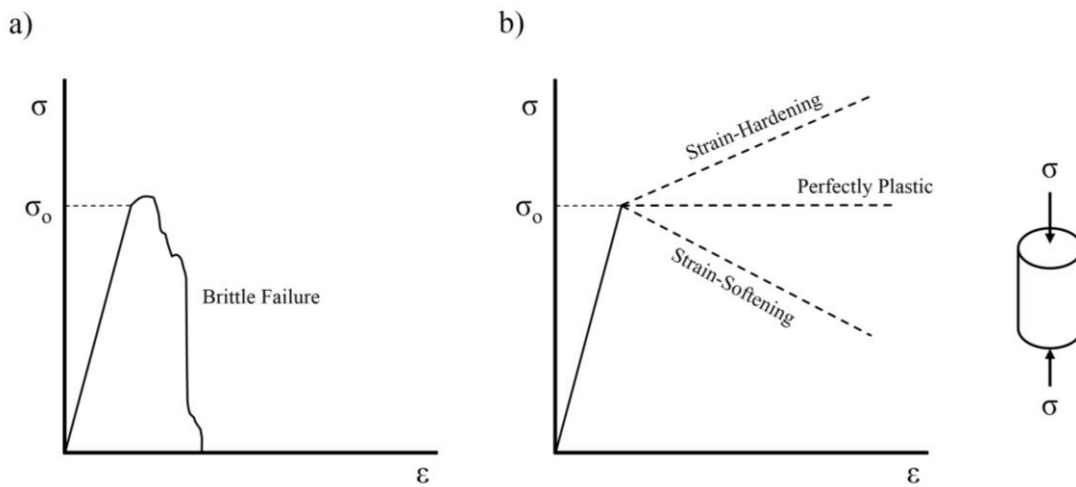 a)
b)
σ
σ
Strain-Hardening
σ
σₒ
σₒ
Perfectly Plastic
Brittle Failure
Strain-Softening
σ
ε
ε